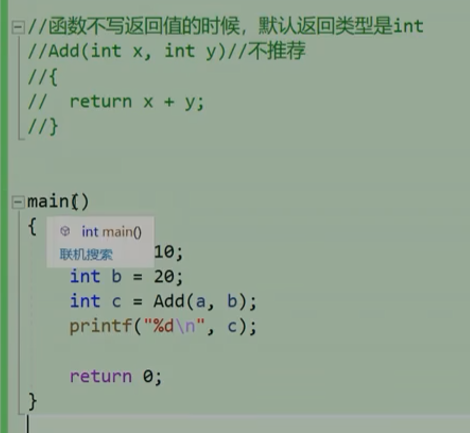 //函数不写返回值的时候，默认返回类型是int
//Add(int x, int y)//不推荐
//{
//  return x + y;
//}
main()
{
int main()
联机搜索
10;
int b = 20;
int c = Add(a, b);
printf("%d\n", c);
return 0;
}